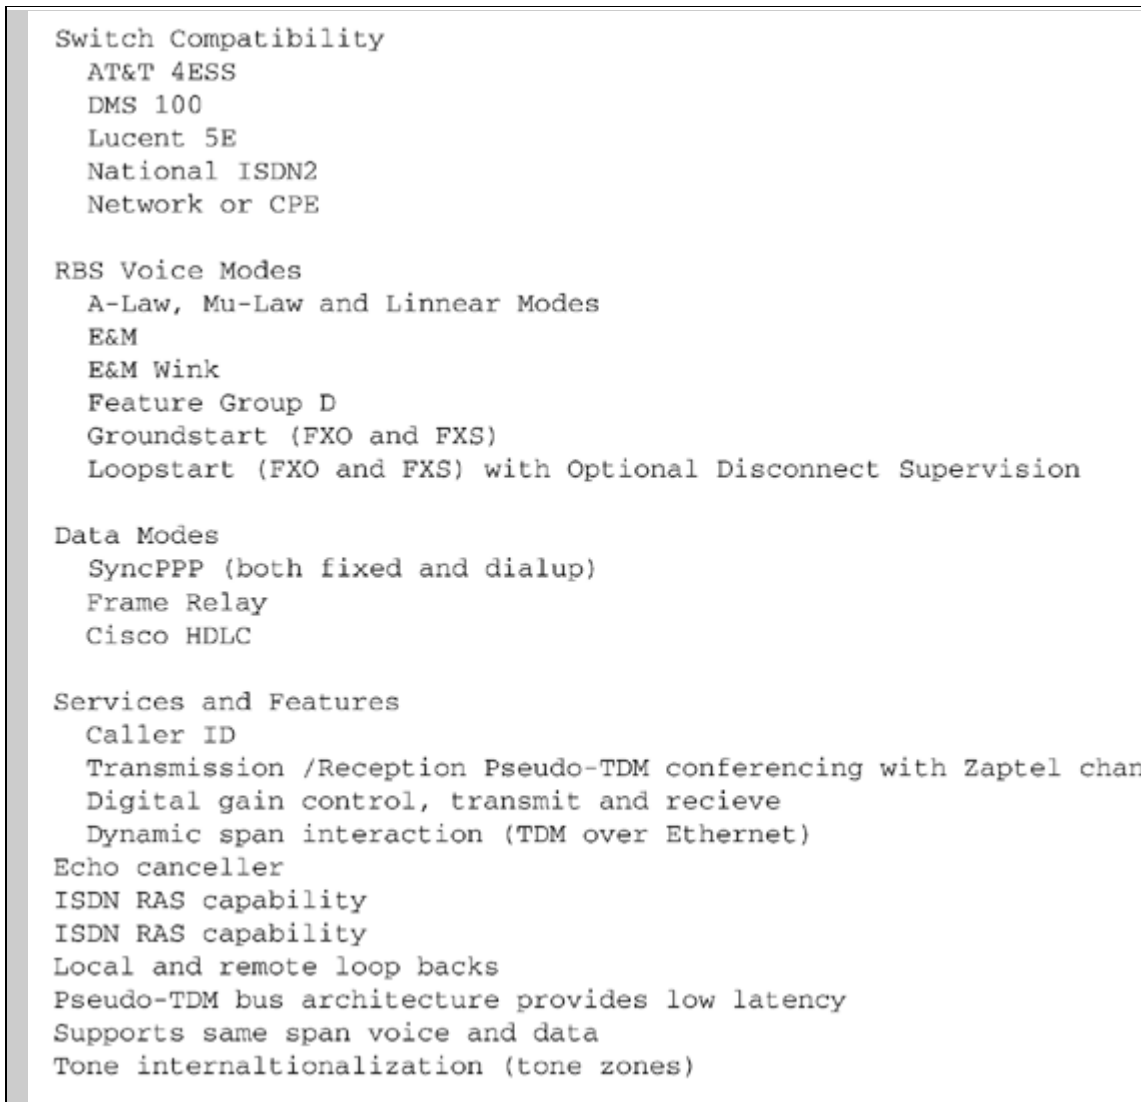 Switch Compatibility
AT&T 4ESS
DMS 100
Lucent 5E
National ISDN2
Network or CPE
RBS Voice Modes
A-Law, Mu-Law and Linnear Modes
E&M
E&M Wink
Feature Group D
Groundstart (FXO and FXS)
Loopstart (FXO and FXS) with Optional Disconnect Supervision
Data Modes
SyncPPP (both fixed and dialup)
Frame Relay
Cisco HDLC
Services and Features
Caller ID
Transmission /Reception Pseudo-TDM conferencing with Zaptel chan
Digital gain control, transmit and recieve
Dynamic span interaction (TDM over Ethernet)
Echo canceller
ISDN RAS capability
ISDN RAS capability
Local and remote loop backs
Pseudo-TDM bus architecture provides low latency
Supports same span voice and data
Tone internaltionalization (tone zones)